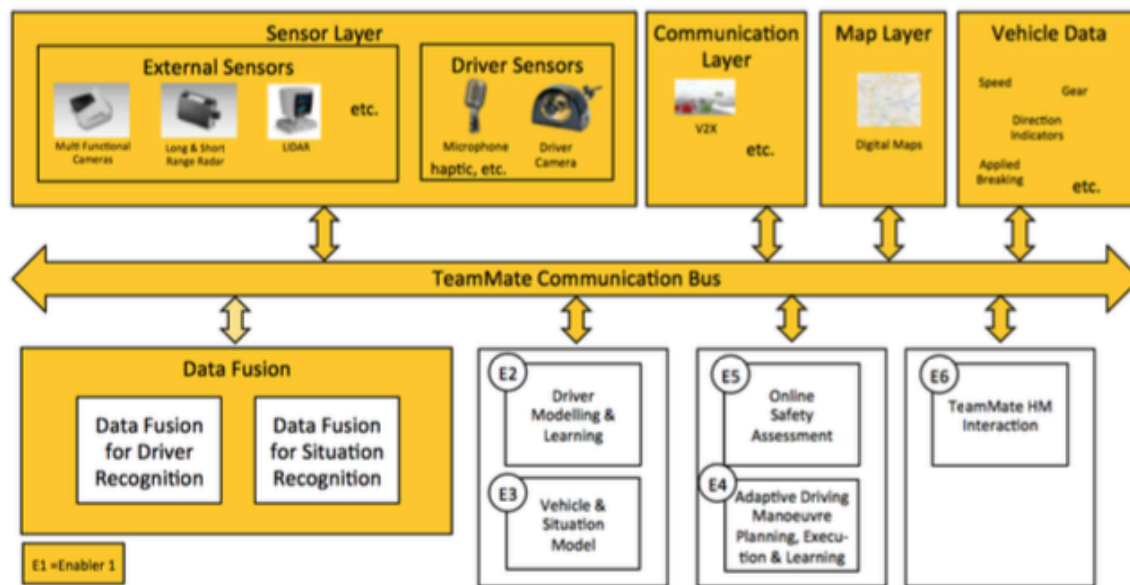 Sensor Layer
External Sensors
Multi Functional
Cameras
Long & Short
Range Radar
LIDAR
etc.
Driver Sensors
Microphone
haptic, etc.
Driver
Camera
Communication
Layer
V2X
etc.
Map Layer
Digital Maps
Vehicle Data
Speed
Gear
Direction
Indicators
Applied
Breaking
etc.
TeamMate Communication Bus
Data Fusion
Data Fusion
for Driver
Recognition
Data Fusion
for Situation
Recognition
E1 =Enabler 1
E2
Driver
Modelling &
Learning
E3
Vehicle &
Situation
Model
E5
Online
Safety
Assessment
E4
Adaptive Driving
Manoeuvre
Planning, Execu-
tion & Learning
E6
TeamMate HM
Interaction